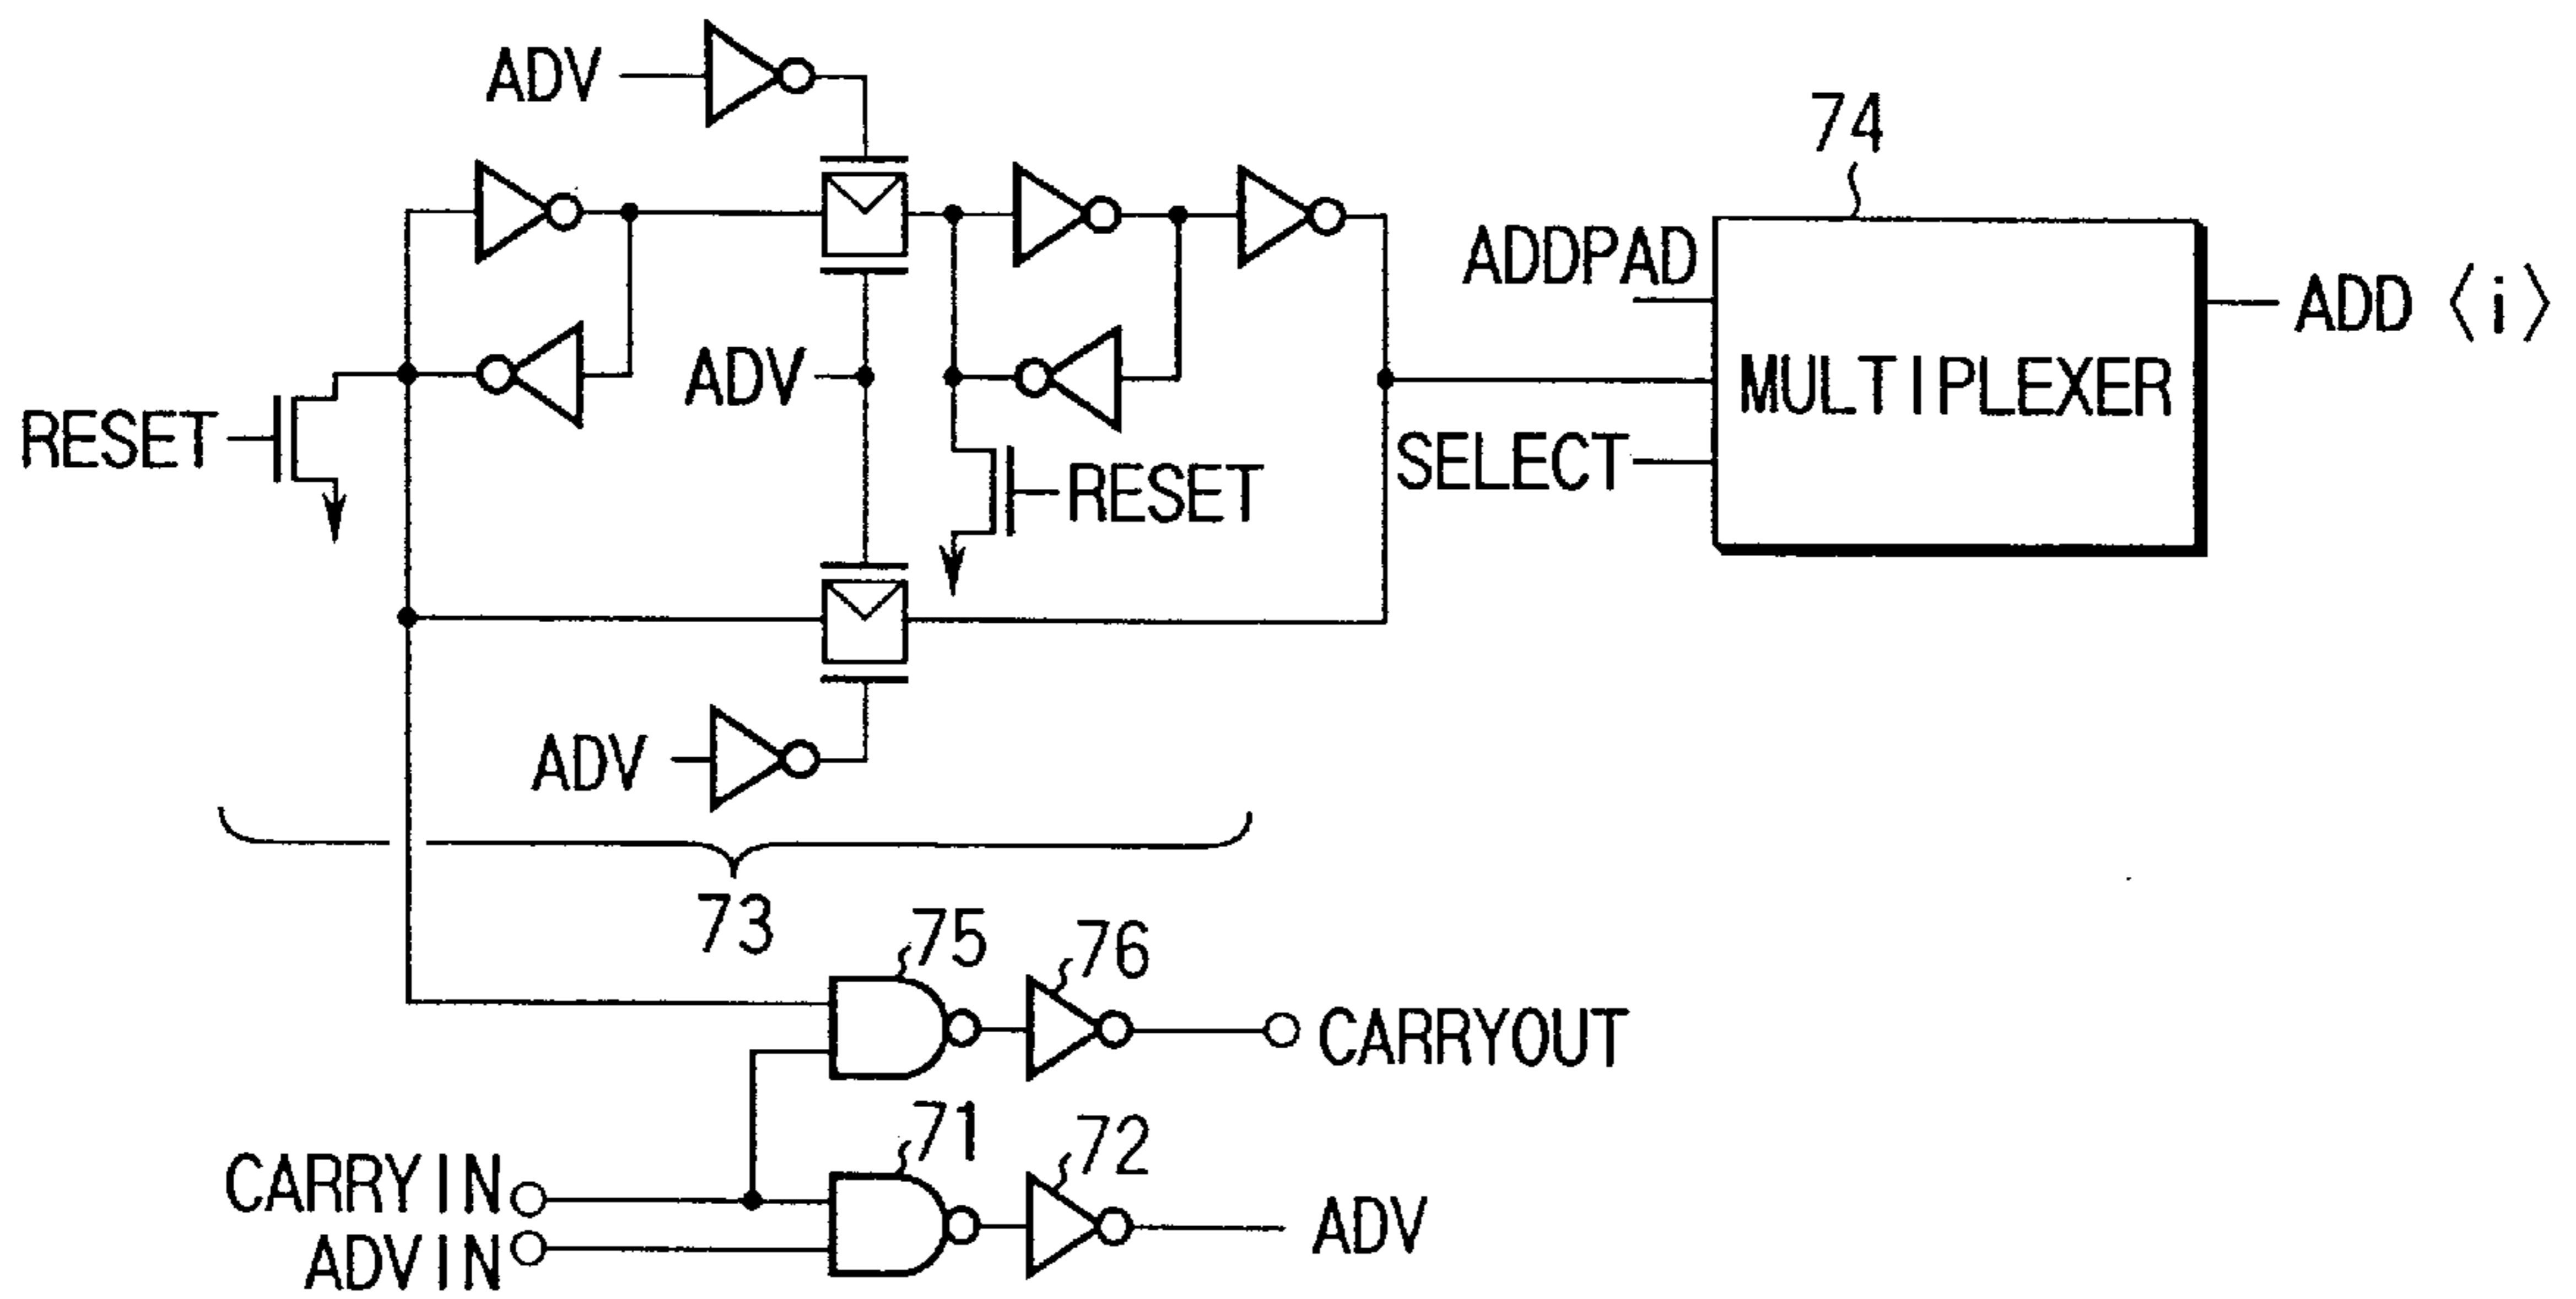 ADV
74
ADDPAD
ADV
MULTIPLEXER
ADD〈i〉
RESET
SELECT
RESET
ADV
73
75
76
CARRYOUT
71
72
CARRYIN
ADVIN
ADV